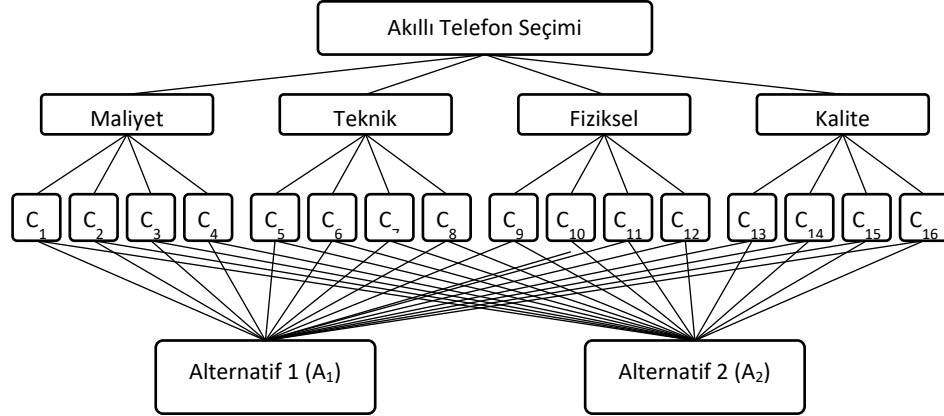 Akıllı Telefon Seçimi
Maliyet Teknik Fiziksel Kalite
C₁ C₂ C₃ C₄ C₅ C₆ C₇ C₈ C₉ C₁₀ C₁₁ C₁₂ C₁₃ C₁₄ C₁₅ C₁₆
Alternatif 1 (A₁) Alternatif 2 (A₂)